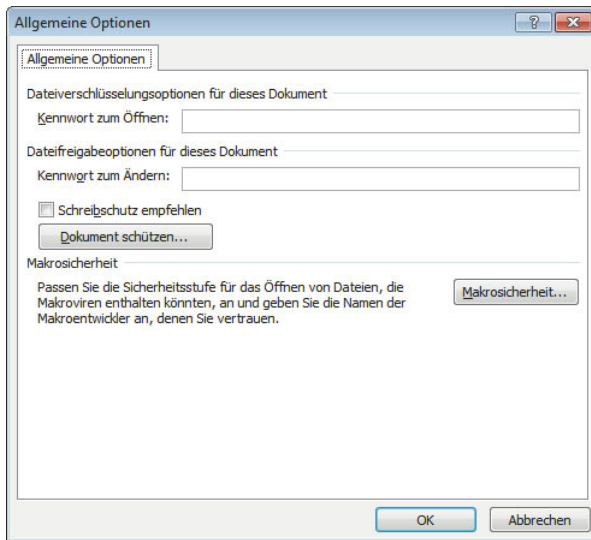 Allgemeine Optionen
Allgemeine Optionen
Dateiverschlüsselungsoptionen für dieses Dokument
Kennwort zum Öffnen:
Dateifreigabeoptionen für dieses Dokument
Kennwort zum Ändern:
Schreibschutz empfehlen
Dokument schützen...
Makrosicherheit
Passen Sie die Sicherheitsstufe für das Öffnen von Dateien, die
Makroviren enthalten könnten, an und geben Sie die Namen der
Makroentwickler an, denen Sie vertrauen.
Makrosicherheit...
OK Abbrechen